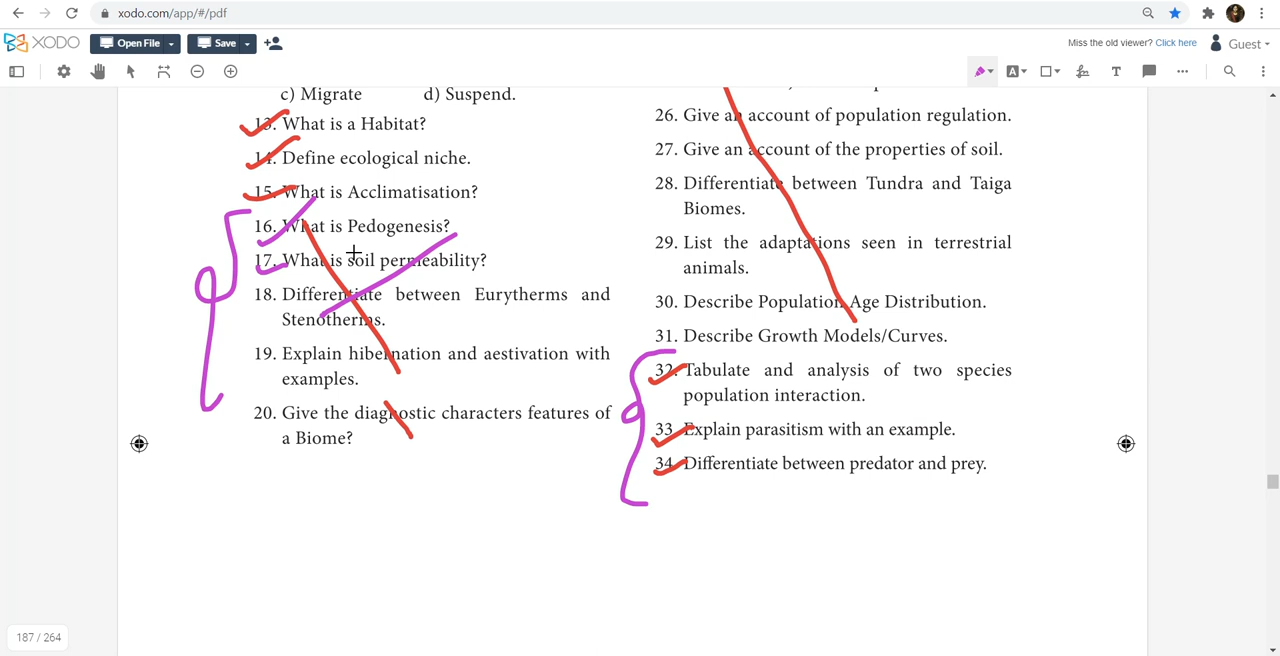 xodo.com/app/#/pdf
XODO
Open File
Save
Miss the old viewer? Click here
Guest
c) Migrate d) Suspend.
13. What is a Habitat?
14. Define ecological niche.
15. What is Acclimatisation?
16. What is Pedogenesis?
17. What is soil permeability?
18. Differentiate between Eurytherms and
Stenotherms.
19. Explain hibernation and aestivation with
examples.
20. Give the diagnostic characters features of
a Biome?
26. Give an account of population regulation.
27. Give an account of the properties of soil.
28. Differentiate between Tundra and Taiga
Biomes.
29. List the adaptations seen in terrestrial
animals.
30. Describe Population Age Distribution.
31. Describe Growth Models/Curves.
32. Tabulate and analysis of two species
population interaction.
33. Explain parasitism with an example.
34. Differentiate between predator and prey.
187 / 264